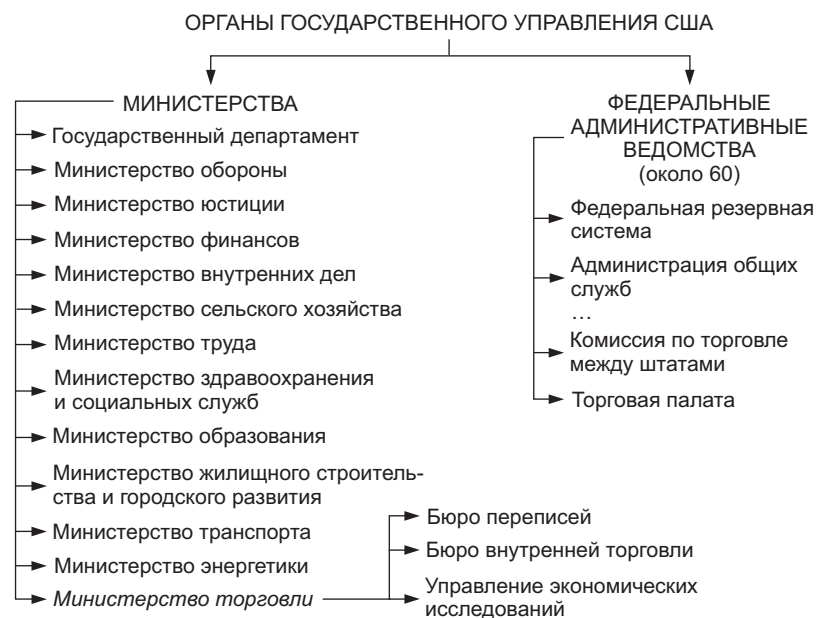 ОРГАНЫ ГОСУДАРСТВЕННОГО УПРАВЛЕНИЯ США
МИНИСТЕРСТВА
Государственный департамент
Министерство обороны
Министерство юстиции
Министерство финансов
Министерство внутренних дел
Министерство сельского хозяйства
Министерство труда
Министерство здравоохранения
и социальных служб
Министерство образования
Министерство жилищного строитель-
ства и городского развития
Министерство транспорта
Министерство энергетики
Министерство торговли
Бюро переписей
Бюро внутренней торговли
Управление экономических
исследований
ФЕДЕРАЛЬНЫЕ
АДМИНИСТРАТИВНЫЕ
ВЕДОМСТВА
(около 60)
Федеральная резервная
система
Администрация общих
служб
…
Комиссия по торговле
между штатами
Торговая палата